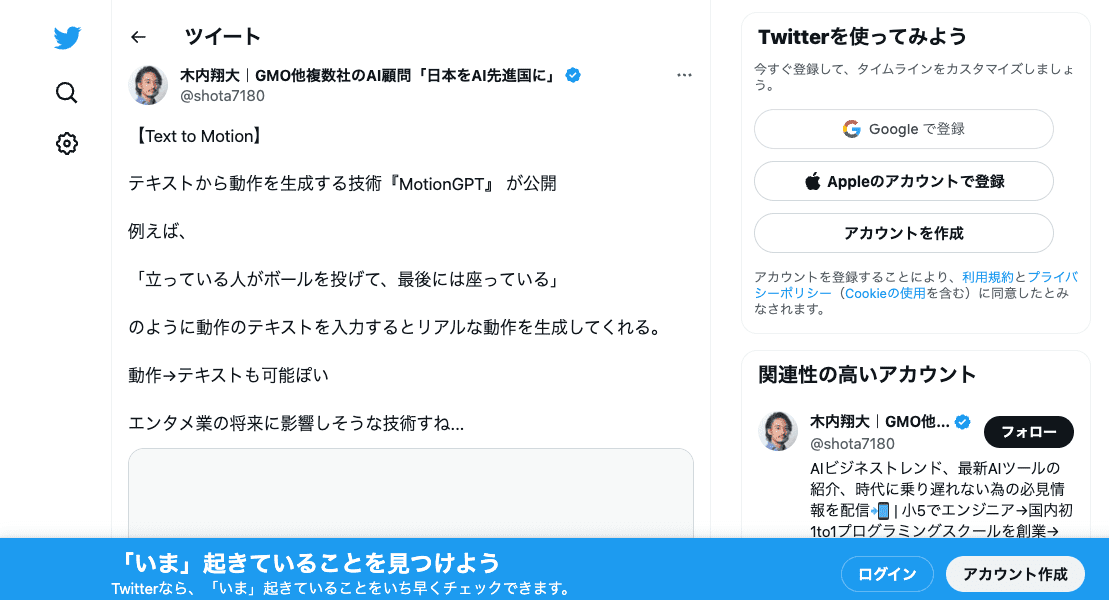 ツイート
木内翔大｜GMO他複数社のAI顧問「日本をAI先進国に」
@shota7180
【Text to Motion】
テキストから動作を生成する技術『MotionGPT』 が公開
例えば、
「立っている人がボールを投げて、最後には座っている」
のように動作のテキストを入力するとリアルな動作を生成してくれる。
動作→テキストも可能ぽい
エンタメ業の将来に影響しそうな技術すね...
Twitterを使ってみよう
今すぐ登録して、タイムラインをカスタマイズしましょ
う。
Google で登録
Appleのアカウントで登録
アカウントを作成
アカウントを登録することにより、利用規約とプライバ
シーポリシー（Cookieの使用を含む）に同意したとみ
なされます。
関連性の高いアカウント
木内翔大｜GMO他...
@shota7180
フォロー
AIビジネストレンド、最新AIツールの
紹介、時代に乗り遅れない為の必見情
報を配信📲 | 小5でエンジニア→国内初
1to1プログラミングスクールを創業→
「いま」起きていることを見つけよう
Twitterなら、「いま」起きていることをいち早くチェックできます。
ログイン
アカウント作成